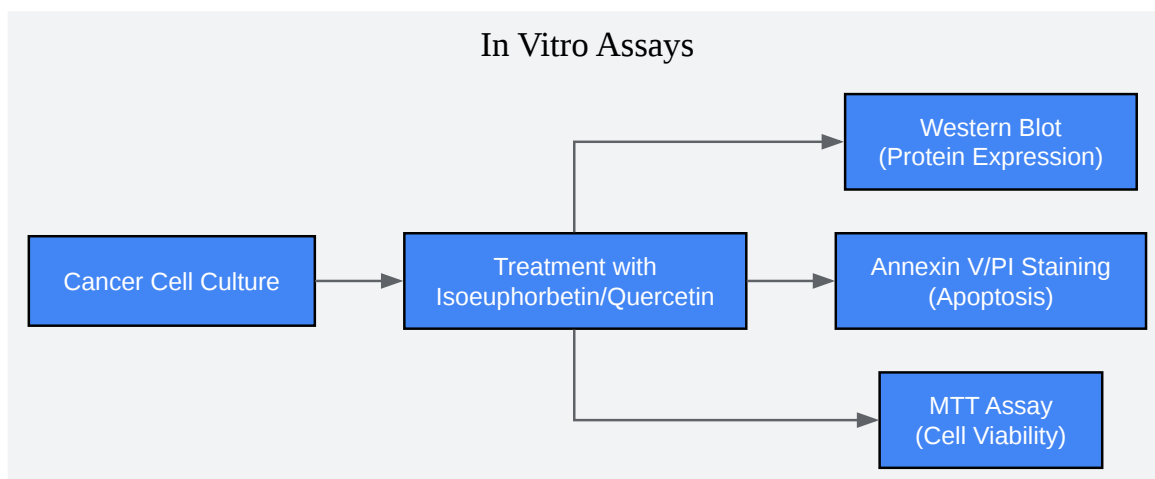 In Vitro Assays
Western Blot
(Protein Expression)
Cancer Cell Culture
Treatment with
Isoeuphorbetin/Quercetin
Annexin V/PI Staining
(Apoptosis)
MTT Assay
(Cell Viability)